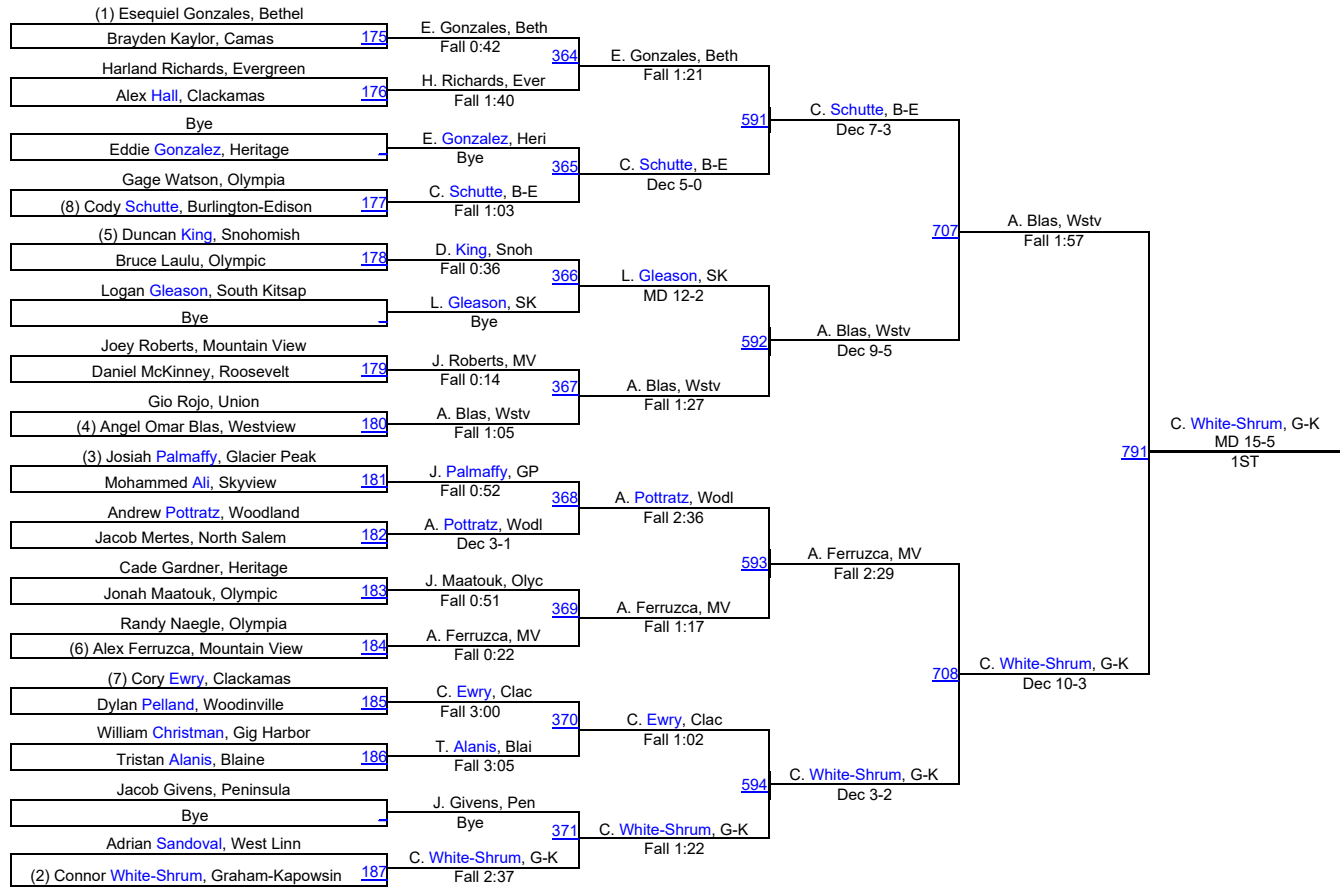 (1) Esequiel Gonzales, Bethel
Brayden Kaylor, Camas
175
Harland Richards, Evergreen
Alex Hall, Clackamas
176
Bye
Eddie Gonzalez, Heritage
_
Gage Watson, Olympia
(8) Cody Schutte, Burlington-Edison
177
(5) Duncan King, Snohomish
Bruce Laulu, Olympic
178
Logan Gleason, South Kitsap
Bye
_
Joey Roberts, Mountain View
Daniel McKinney, Roosevelt
179
Gio Rojo, Union
(4) Angel Omar Blas, Westview
180
(3) Josiah Palmaffy, Glacier Peak
Mohammed Ali, Skyview
181
Andrew Pottratz, Woodland
Jacob Mertes, North Salem
182
Cade Gardner, Heritage
Jonah Maatouk, Olympic
183
Randy Naegle, Olympia
(6) Alex Ferruzca, Mountain View
184
(7) Cory Ewry, Clackamas
Dylan Pelland, Woodinville
185
William Christman, Gig Harbor
Tristan Alanis, Blaine
186
Jacob Givens, Peninsula
Bye
_
Adrian Sandoval, West Linn
(2) Connor White-Shrum, Graham-Kapowsin
187
E. Gonzales, Beth
Fall 0:42
364
H. Richards, Ever
Fall 1:40
E. Gonzalez, Heri
Bye
365
C. Schutte, B-E
Fall 1:03
D. King, Snoh
Fall 0:36
366
L. Gleason, SK
Bye
J. Roberts, MV
Fall 0:14
367
A. Blas, Wstv
Fall 1:05
J. Palmaffy, GP
Fall 0:52
368
A. Pottratz, Wodl
Dec 3-1
J. Maatouk, Olyc
Fall 0:51
369
A. Ferruzca, MV
Fall 0:22
C. Ewry, Clac
Fall 3:00
370
T. Alanis, Blai
Fall 3:05
J. Givens, Pen
Bye
371
C. White-Shrum, G-K
Fall 2:37
E. Gonzales, Beth
Fall 1:21
591
C. Schutte, B-E
Dec 5-0
L. Gleason, SK
MD 12-2
592
A. Blas, Wstv
Fall 1:27
A. Pottratz, Wodl
Fall 2:36
593
A. Ferruzca, MV
Fall 1:17
C. Ewry, Clac
Fall 1:02
594
C. White-Shrum, G-K
Fall 1:22
C. Schutte, B-E
Dec 7-3
707
A. Blas, Wstv
Dec 9-5
A. Ferruzca, MV
Fall 2:29
708
C. White-Shrum, G-K
Dec 3-2
A. Blas, Wstv
Fall 1:57
791
C. White-Shrum, G-K
Dec 10-3
C. White-Shrum, G-K
MD 15-5
1ST